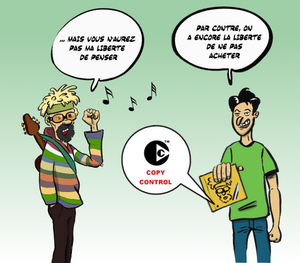 ... MAIS VOUS N'AUREZ
PAS MA LIBERTE
DE PENSER
PAR CONTRE, ON
A ENCORE LA LIBERTE
DE NE PAS
ACHETER
COPY
CONTROL